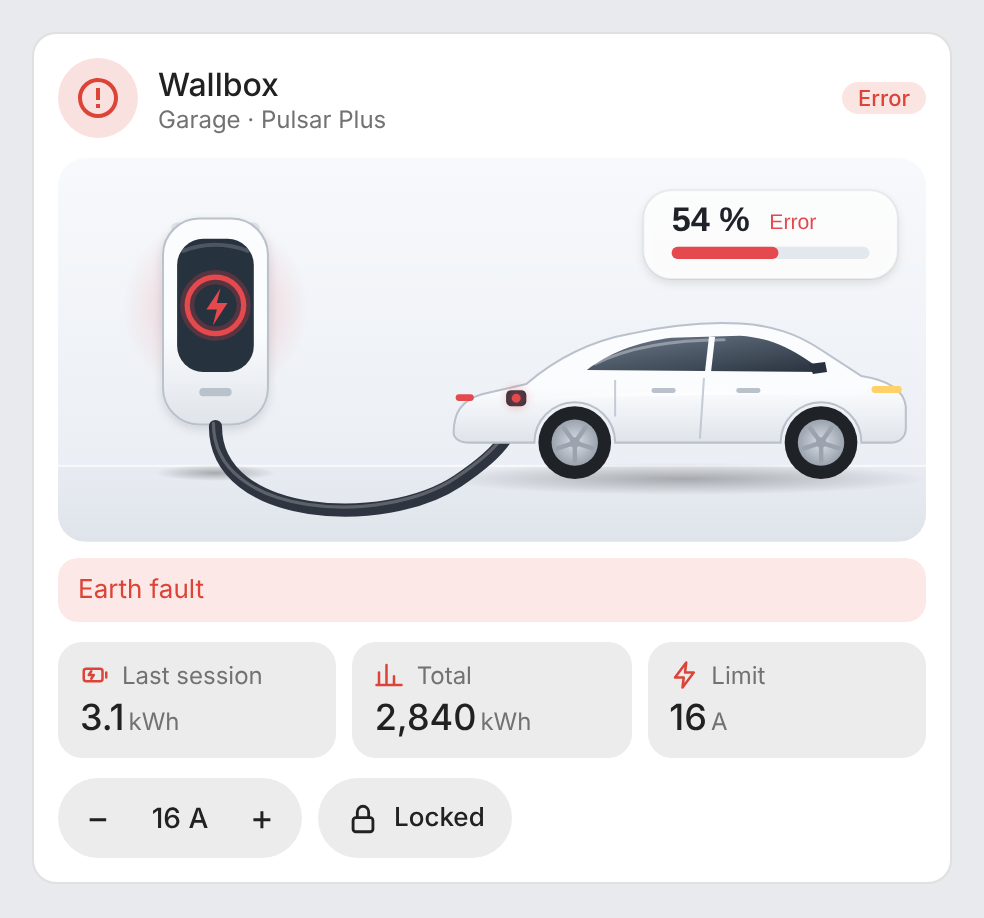 Wallbox
Garage · Pulsar Plus
Error
54 % Error
Earth fault
Last session
3.1 kWh
Total
2,840 kWh
Limit
16 A
− 16 A +
Locked